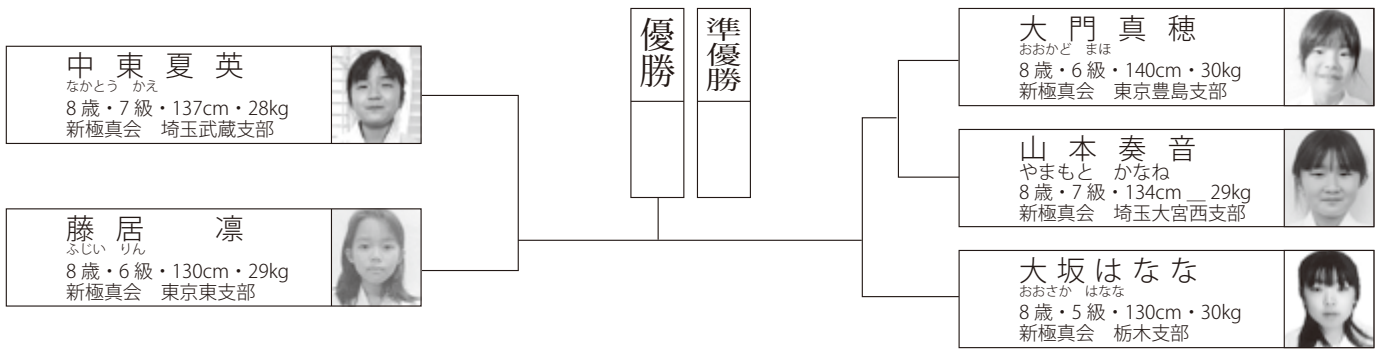 中東夏英
なかとう　かえ
8歳・7級・137cm・28kg
新極真会　埼玉武蔵支部
藤居　凛
ふじい　りん
8歳・6級・130cm・29kg
新極真会　東京東支部
優勝
準優勝
大門真穂
おおかど　まほ
8歳・6級・140cm・30kg
新極真会　東京豊島支部
山本奏音
やまもと　かなね
8歳・7級・134cm＿29kg
新極真会　埼玉大宮西支部
大坂はなな
おおさか　はなな
8歳・5級・130cm・30kg
新極真会　栃木支部